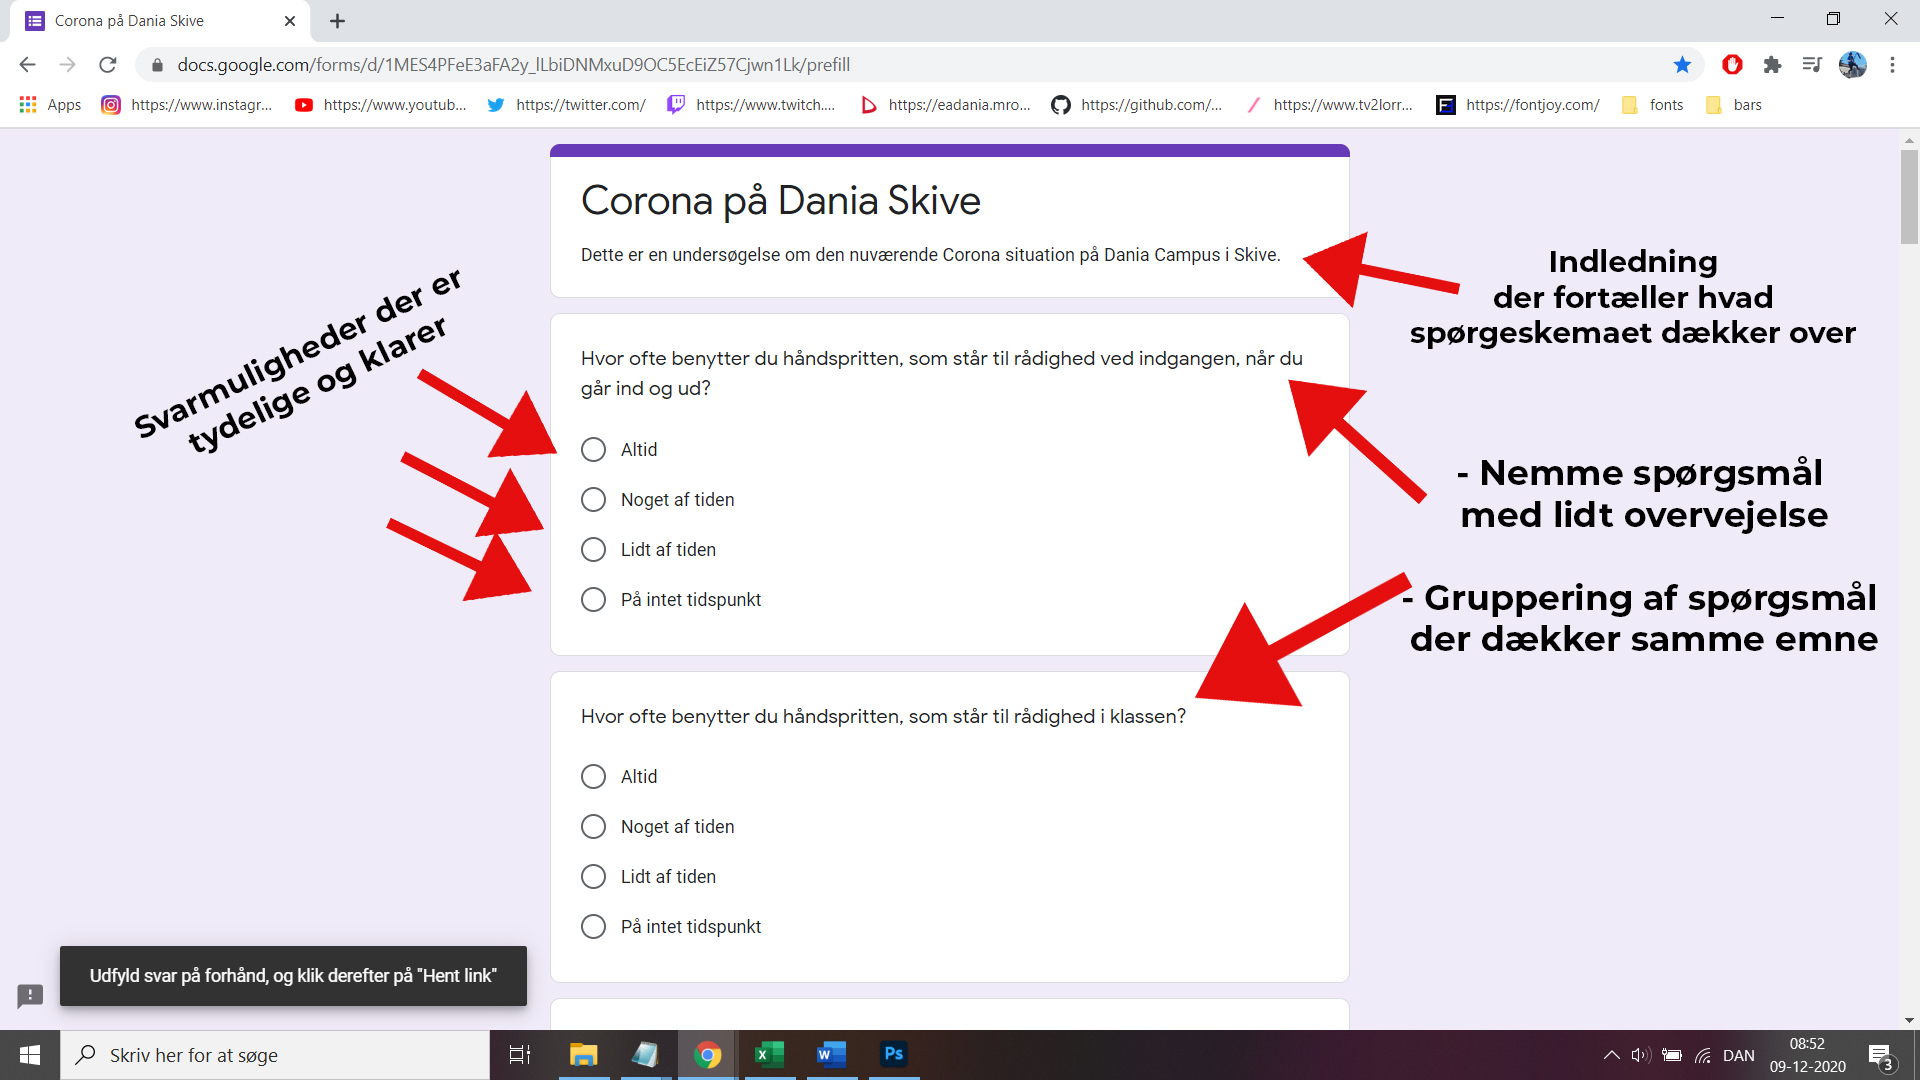 Corona på Dania Skive
docs.google.com/forms/d/1MES4PFeE3aFA2y_lLbiDNMxuD9OC5EcEiZ57Cjwn1Lk/prefill
Apps
https://www.instagr...
https://www.youtub...
https://twitter.com/
https://www.twitch....
https://eadania.mro...
https://github.com/...
https://www.tv2lorr...
https://fontjoy.com/
fonts
bars
Corona på Dania Skive
Dette er en undersøgelse om den nuværende Corona situation på Dania Campus i Skive.
Indledning
der fortæller hvad
spørgeskemaet dækker over
Svarmuligheder der er
tydelige og klarer
Hvor ofte benytter du håndspritten, som står til rådighed ved indgangen, når du
går ind og ud?
Altid
Noget af tiden
Lidt af tiden
På intet tidspunkt
- Nemme spørgsmål
med lidt overvejelse
- Gruppering af spørgsmål
der dækker samme emne
Hvor ofte benytter du håndspritten, som står til rådighed i klassen?
Altid
Noget af tiden
Lidt af tiden
På intet tidspunkt
Udfyld svar på forhånd, og klik derefter på "Hent link"
Skriv her for at søge
Ps
DAN
08:52
09-12-2020
3